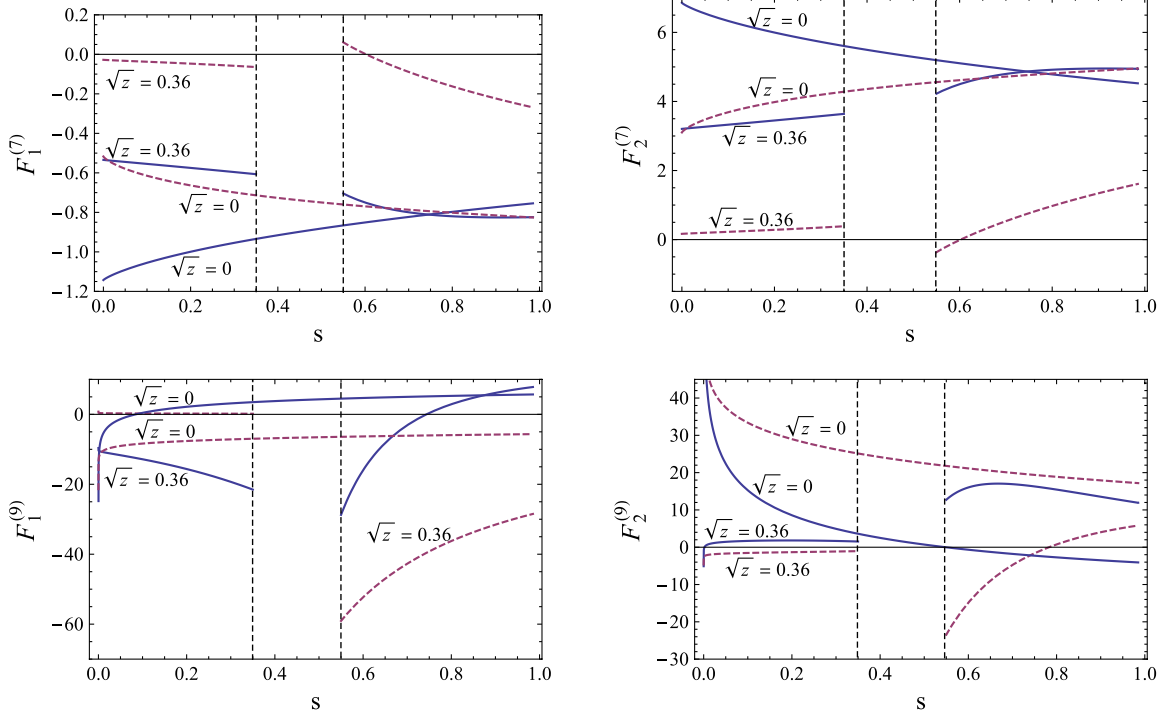 0.2
0.0
−0.2
−0.4
−0.6
−0.8
−1.0
−1.2
F₁⁽⁷⁾
√z = 0.36
√z = 0.36
√z = 0
√z = 0
0.0 0.2 0.4 0.6 0.8 1.0
s
6
4
2
0
F₂⁽⁷⁾
√z = 0
√z = 0
√z = 0.36
√z = 0.36
0.0 0.2 0.4 0.6 0.8 1.0
s
0
−20
−40
−60
F₁⁽⁹⁾
√z = 0
√z = 0
√z = 0.36
√z = 0.36
0.0 0.2 0.4 0.6 0.8 1.0
s
40
30
20
10
0
−10
−20
−30
F₂⁽⁹⁾
√z = 0
√z = 0
√z = 0.36
√z = 0.36
0.0 0.2 0.4 0.6 0.8 1.0
s